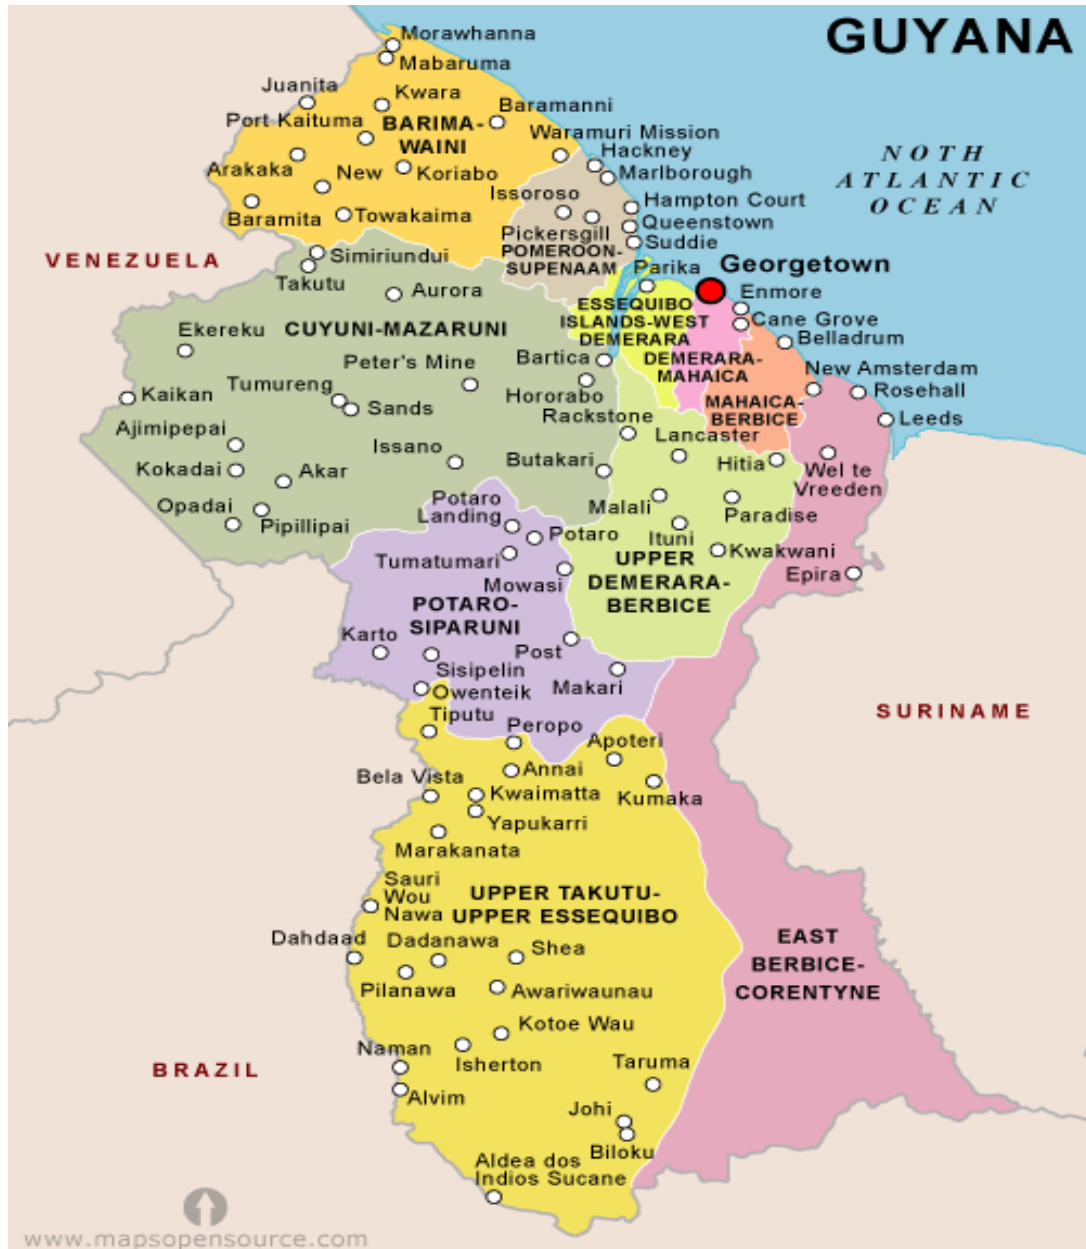 GUYANA
Morawhanna
Mabaruma
Juanita
Kwara
Baramanni
Port Kaituma
BARIMA-
WAINI
Waramuri Mission
Hackney
Arakaka
New
Koriabo
Marlborough
Issoroso
Hampton Court
Baramita
Towakaima
Pickersgill
Queenstown
Suddie
POMEROON-
SUPENAAM
NOTH
ATLANTIC
OCEAN
VENEZUELA
Simiriundui
Takutu
Parika
Georgetown
Aurora
Enmore
ESSEQUIBO
ISLANDS-WEST
DEMERARA
Cane Grove
Ekereku
CUYUNI-MAZARUNI
Belladrum
Peter's Mine
Bartica
DEMERARA-
MAHAICA
New Amsterdam
Kaikan
Tumureng
Sands
Hororabo
Rosehall
MAHAICA-
BERBICE
Rackstone
Leeds
Ajimipepai
Issano
Lancaster
Kokadai
Akar
Butakari
Hitia
Wel te
Vreeden
Opadai
Pipillipai
Potaro
Landing
Malali
Paradise
Potaro
Ituni
Tumatumari
Kwakwani
Mowasi
UPPER
DEMERARA-
BERBICE
Epira
POTARO-
SIPARUNI
Karto
Post
Sisipelin
Makari
Owenteik
Tiputu
SURINAME
Peropo
Apoteri
Annai
Bela Vista
Kwaimatta
Kumaka
Yapukarri
Marakanata
Sauri
Wou
Nawa
UPPER TAKUTU-
UPPER ESSEQUIBO
Dahdaad
Dadanawa
Shea
EAST
BERBICE-
CORENTYNE
Pilanawa
Awariwaunau
Kotoe Wau
Naman
Isherton
Taruma
BRAZIL
Alvim
Johi
Biloku
Aldea dos
Indios Sucane
www.mapsopensource.com